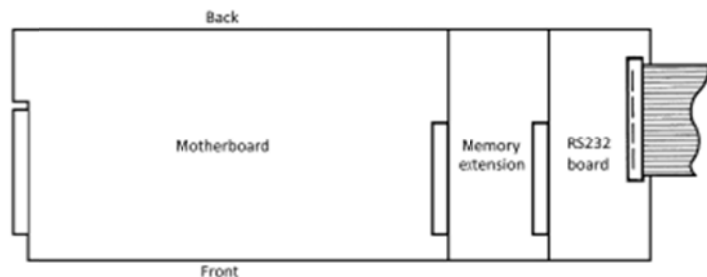 Back
Motherboard
Memory
extension
RS232
board
Front